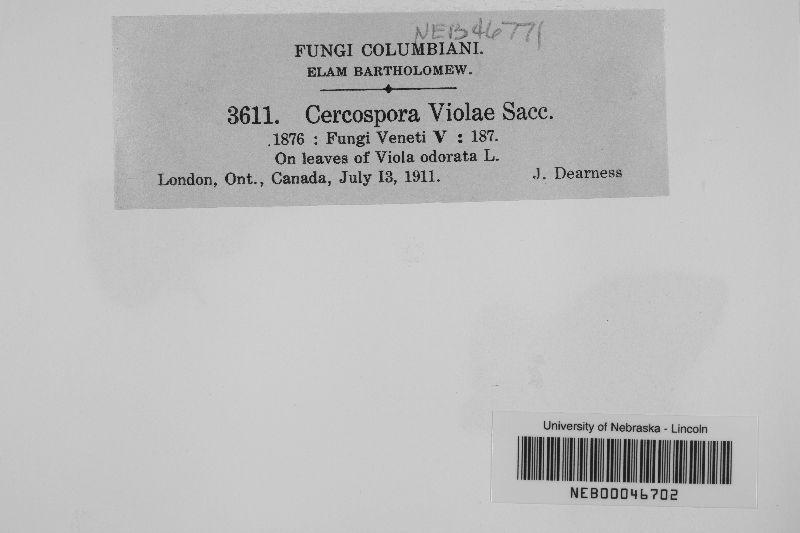 NEB46771
FUNGI COLUMBIANI.
ELAM BARTHOLOMEW.
3611. Cercospora Violae Sacc.
1876 : Fungi Veneti V : 187.
On leaves of Viola odorata L.
London, Ont., Canada, July 13, 1911. J. Dearness
University of Nebraska - Lincoln
NEB00046702